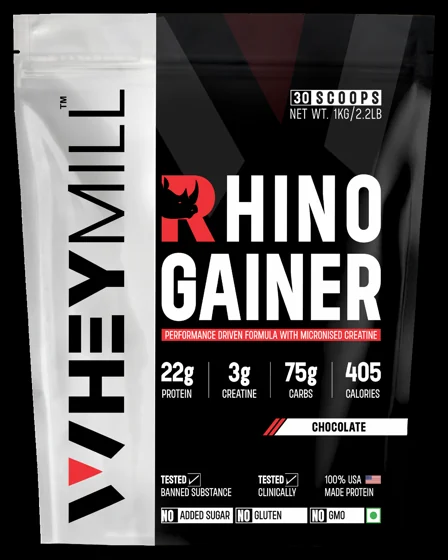 WHEYMILL™
30 SCOOPS
NET WT. 1KG/2.2LB
RHINO
GAINER
PERFORMANCE DRIVEN FORMULA WITH MICRONISED CREATINE
22g 3g 75g 405
PROTEIN CREATINE CARBS CALORIES
CHOCOLATE
TESTED TESTED 100% USA
BANNED SUBSTANCE CLINICALLY MADE PROTEIN
NO ADDED SUGAR NO GLUTEN NO GMO